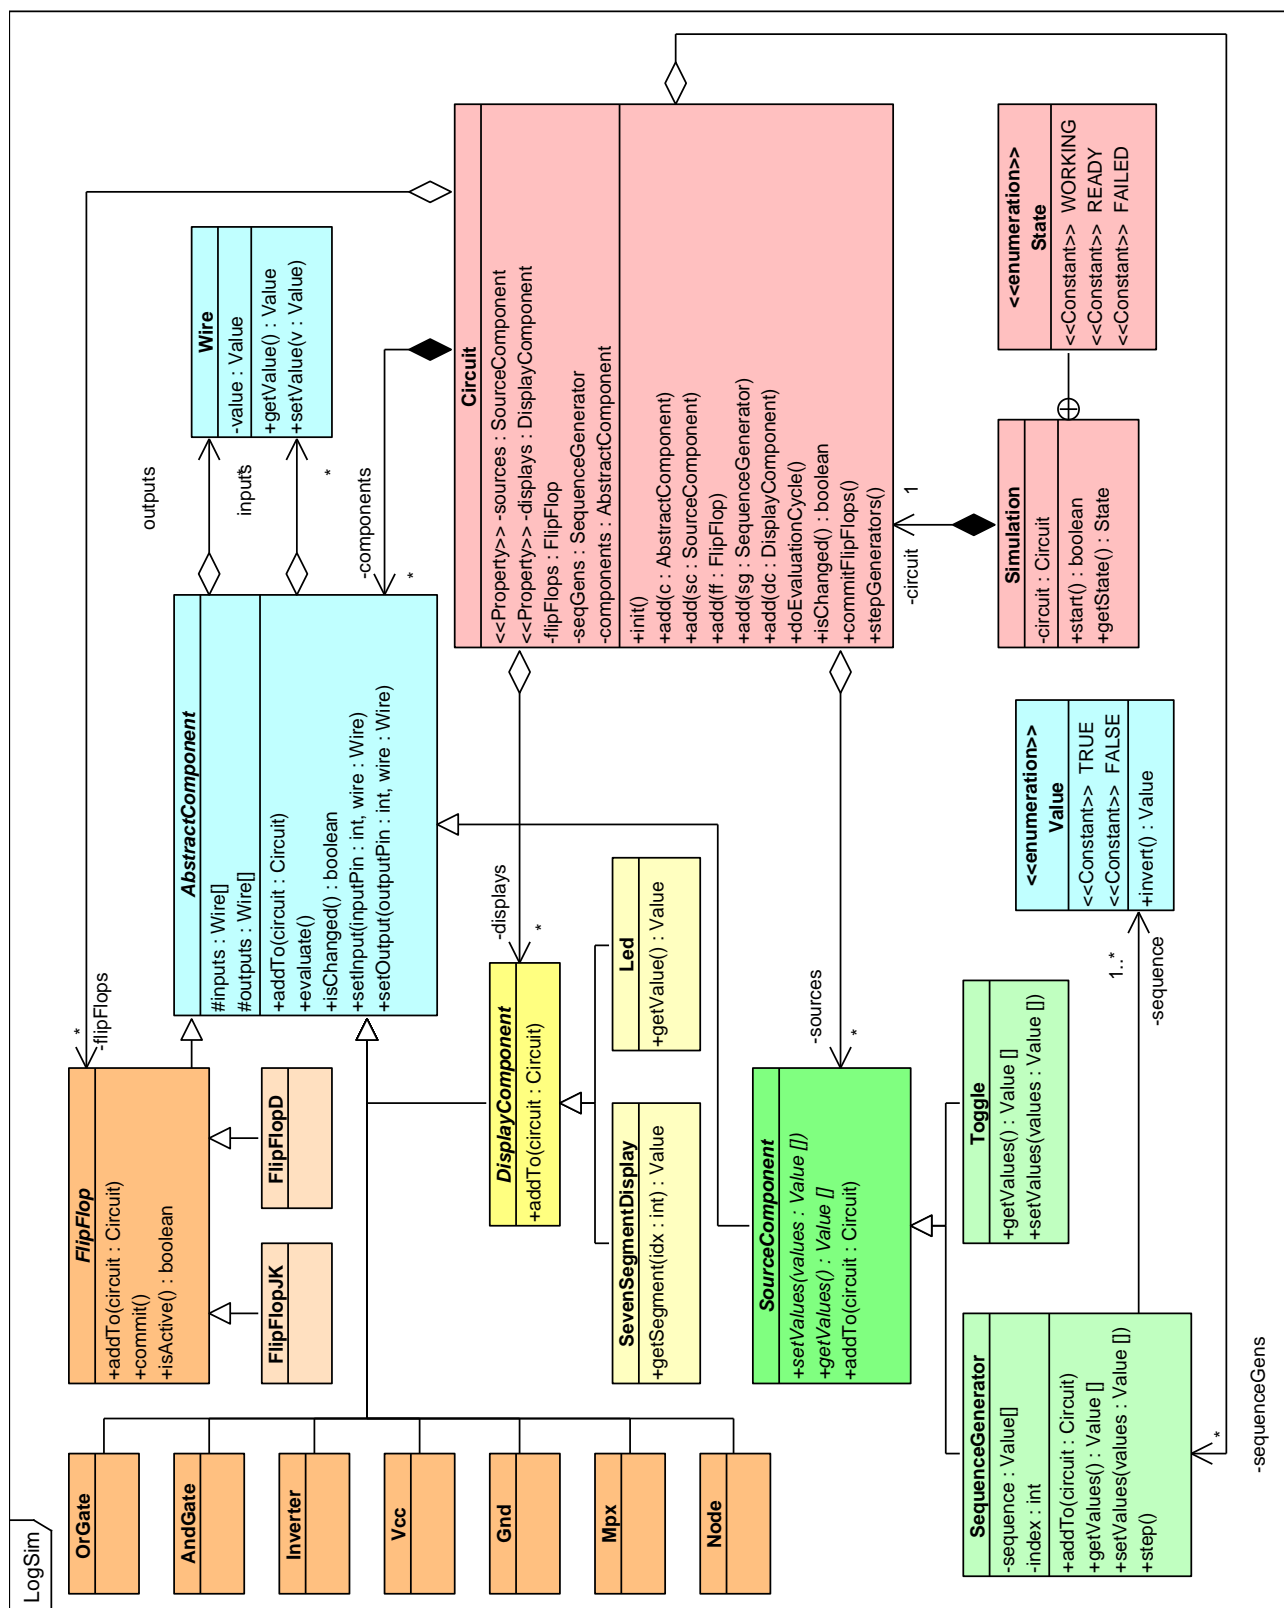 LogSim
OrGate
AndGate
Inverter
Vcc
Gnd
Mpx
Node
FlipFlop
+addTo(circuit : Circuit)
+commit()
+isActive() : boolean
FlipFlopJK
FlipFlopD
*
-flipFlops
AbstractComponent
#inputs : Wire[]
#outputs : Wire[]
+addTo(circuit : Circuit)
+evaluate()
+isChanged() : boolean
+setInput(inputPin : int, wire : Wire)
+setOutput(outputPin : int, wire : Wire)
outputs
*
inputs
*
Wire
-value : Value
+getValue() : Value
+setValue(v : Value)
-components
*
DisplayComponent
+addTo(circuit : Circuit)
-displays
*
SevenSegmentDisplay
+getSegment(idx : int) : Value
Led
+getValue() : Value
Circuit
<<Property>> -sources : SourceComponent
<<Property>> -displays : DisplayComponent
-flipFlops : FlipFlop
-seqGens : SequenceGenerator
-components : AbstractComponent
+init()
+add(c : AbstractComponent)
+add(sc : SourceComponent)
+add(ff : FlipFlop)
+add(sg : SequenceGenerator)
+add(dc : DisplayComponent)
+doEvaluationCycle()
+isChanged() : boolean
+commitFlipFlops()
+stepGenerators()
SourceComponent
+setValues(values : Value [])
+getValues() : Value []
+addTo(circuit : Circuit)
-sources
*
SequenceGenerator
-sequence : Value[]
-index : int
+addTo(circuit : Circuit)
+getValues() : Value []
+setValues(values : Value [])
+step()
Toggle
+getValues() : Value []
+setValues(values : Value [])
<<enumeration>>
Value
<<Constant>> TRUE
<<Constant>> FALSE
+invert() : Value
1..*
-sequence
Simulation
-circuit : Circuit
+start() : boolean
+getState() : State
-circuit
1
<<enumeration>>
State
<<Constant>> WORKING
<<Constant>> READY
<<Constant>> FAILED
*
-sequenceGens